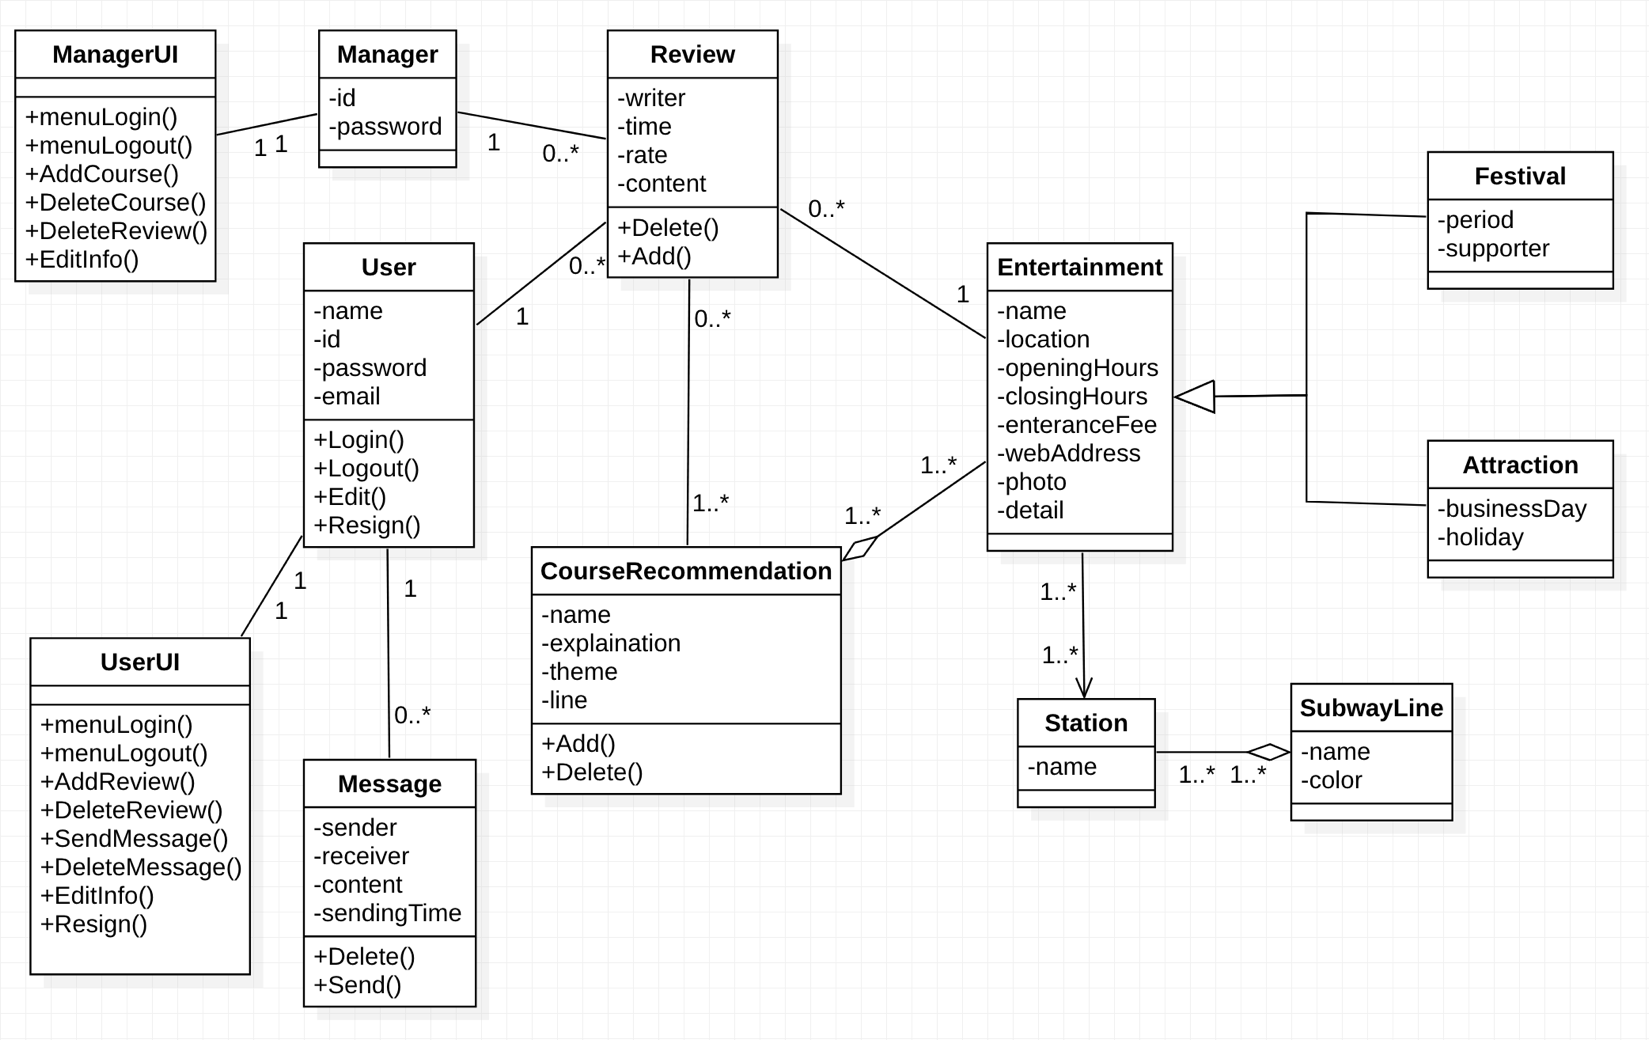 ManagerUI
+menuLogin()
+menuLogout()
+AddCourse()
+DeleteCourse()
+DeleteReview()
+EditInfo()
1
1
Manager
-id
-password
1
0..*
Review
-writer
-time
-rate
-content
+Delete()
+Add()
0..*
1
0..*
1
0..*
1..*
User
-name
-id
-password
-email
+Login()
+Logout()
+Edit()
+Resign()
1
1
1
0..*
UserUI
+menuLogin()
+menuLogout()
+AddReview()
+DeleteReview()
+SendMessage()
+DeleteMessage()
+EditInfo()
+Resign()
Message
-sender
-receiver
-content
-sendingTime
+Delete()
+Send()
CourseRecommendation
-name
-explaination
-theme
-line
+Add()
+Delete()
1..*
1..*
Entertainment
-name
-location
-openingHours
-closingHours
-enteranceFee
-webAddress
-photo
-detail
1..*
1..*
Festival
-period
-supporter
Attraction
-businessDay
-holiday
Station
-name
1..*
1..*
SubwayLine
-name
-color